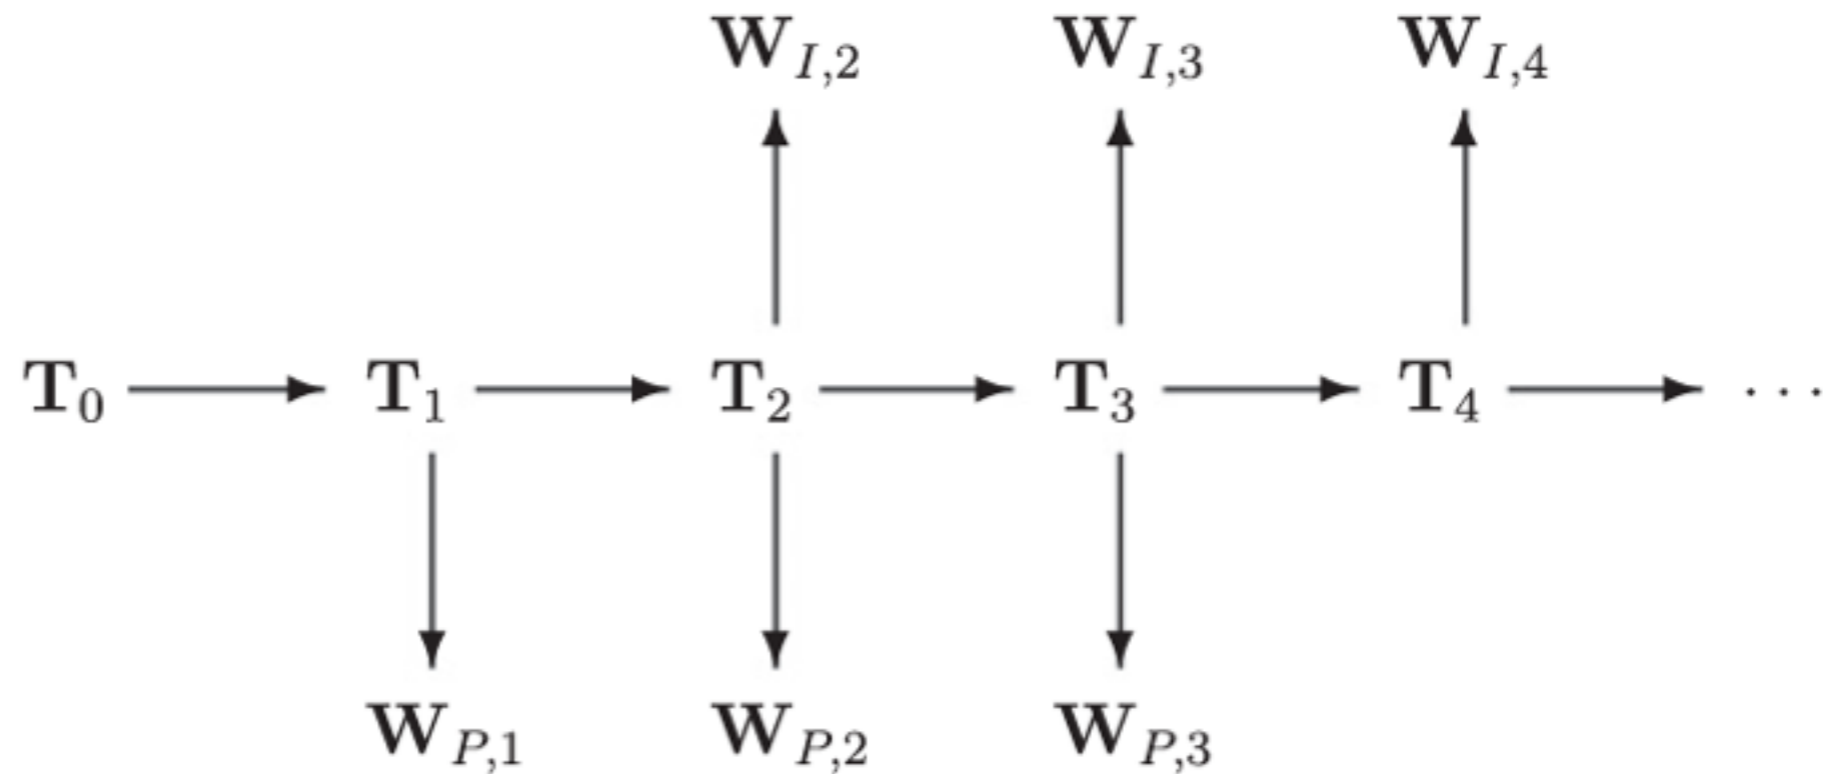 W_{I,2} W_{I,3} W_{I,4}
T_0 T_1 T_2 T_3 T_4 ...
W_{P,1} W_{P,2} W_{P,3}